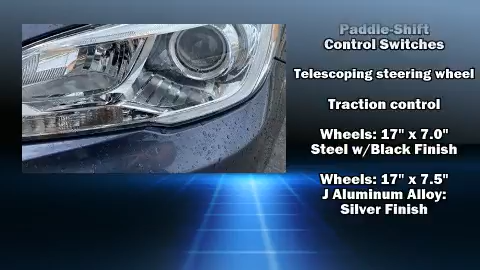 Paddle-Shift
Control Switches
Telescoping steering wheel
Traction control
Wheels: 17" x 7.0"
Steel w/Black Finish
Wheels: 17" x 7.5"
J Aluminum Alloy:
Silver Finish